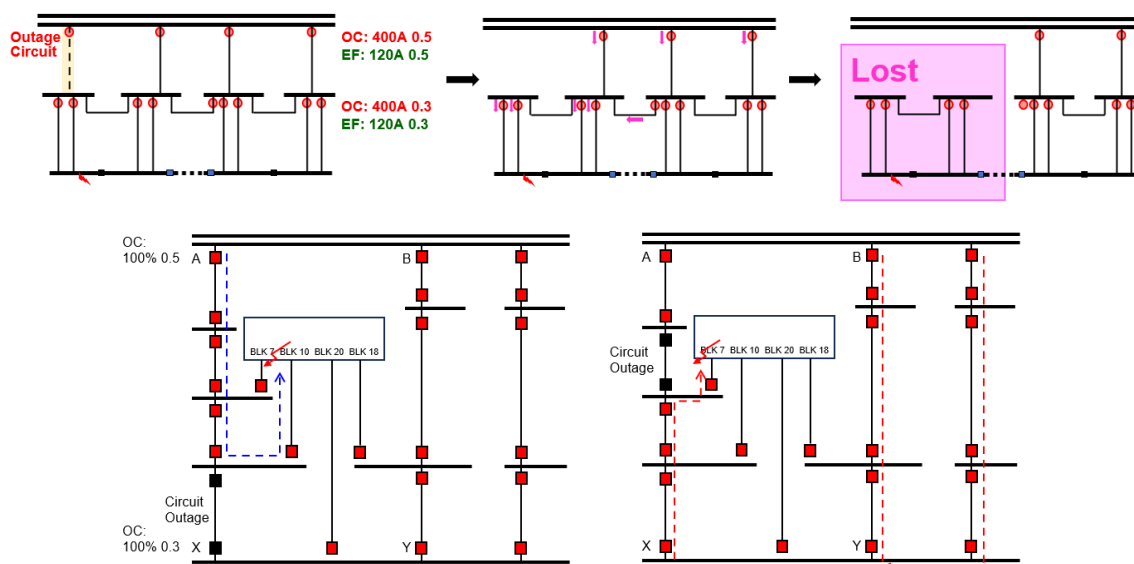 Outage
Circuit
OC: 400A 0.5
EF: 120A 0.5
OC: 400A 0.3
EF: 120A 0.3
Lost
OC:
100% 0.5
A
B
BLK 7 BLK 10 BLK 20 BLK 18
Circuit
Outage
OC:
100% 0.3
X
Y
A
B
BLK 7 BLK 10 BLK 20 BLK 18
Circuit
Outage
X
Y